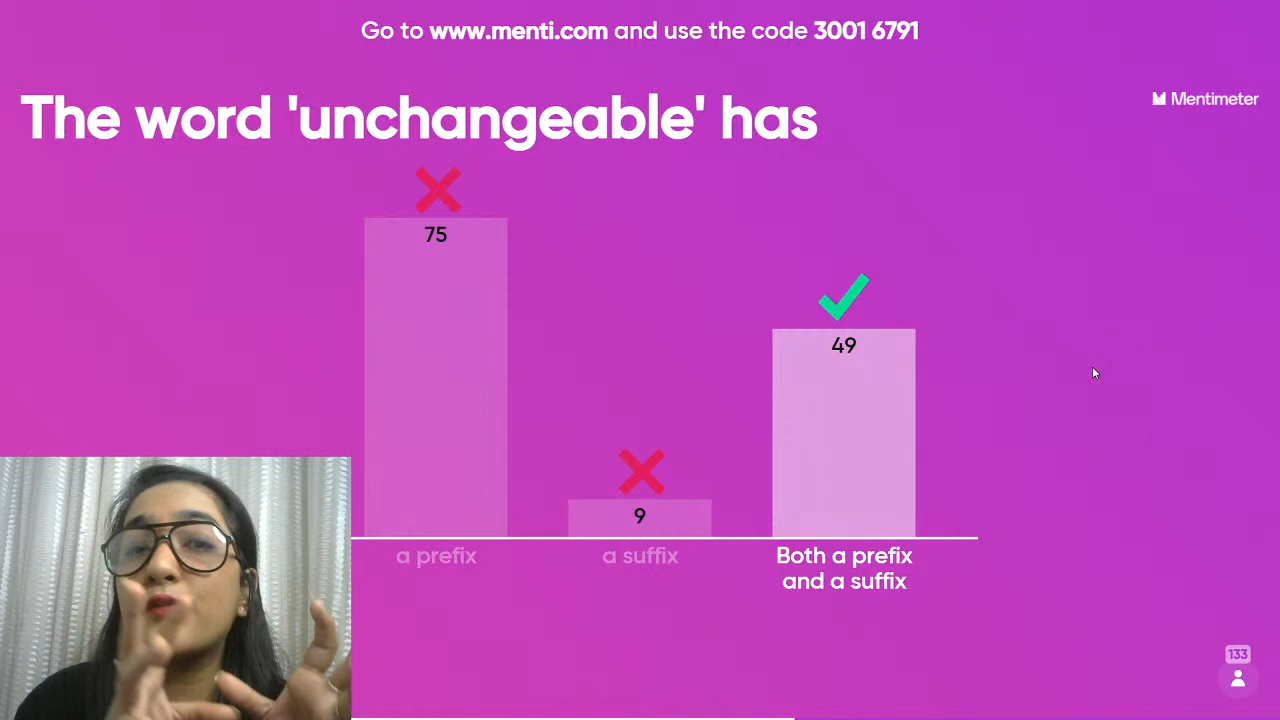 Go to www.menti.com and use the code 3001 6791
The word 'unchangeable' has
Mentimeter
75
9
49
a prefix
a suffix
Both a prefix
and a suffix
133